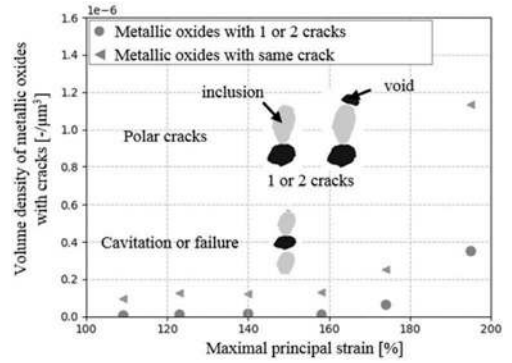 1e-6
Metallic oxides with 1 or 2 cracks
Metallic oxides with same crack
inclusion
void
Polar cracks
1 or 2 cracks
Cavitation or failure
Volume density of metallic oxides
with cracks [-/μm³]
1.6
1.4
1.2
1.0
0.8
0.6
0.4
0.2
0.0
100 120 140 160 180 200
Maximal principal strain [%]